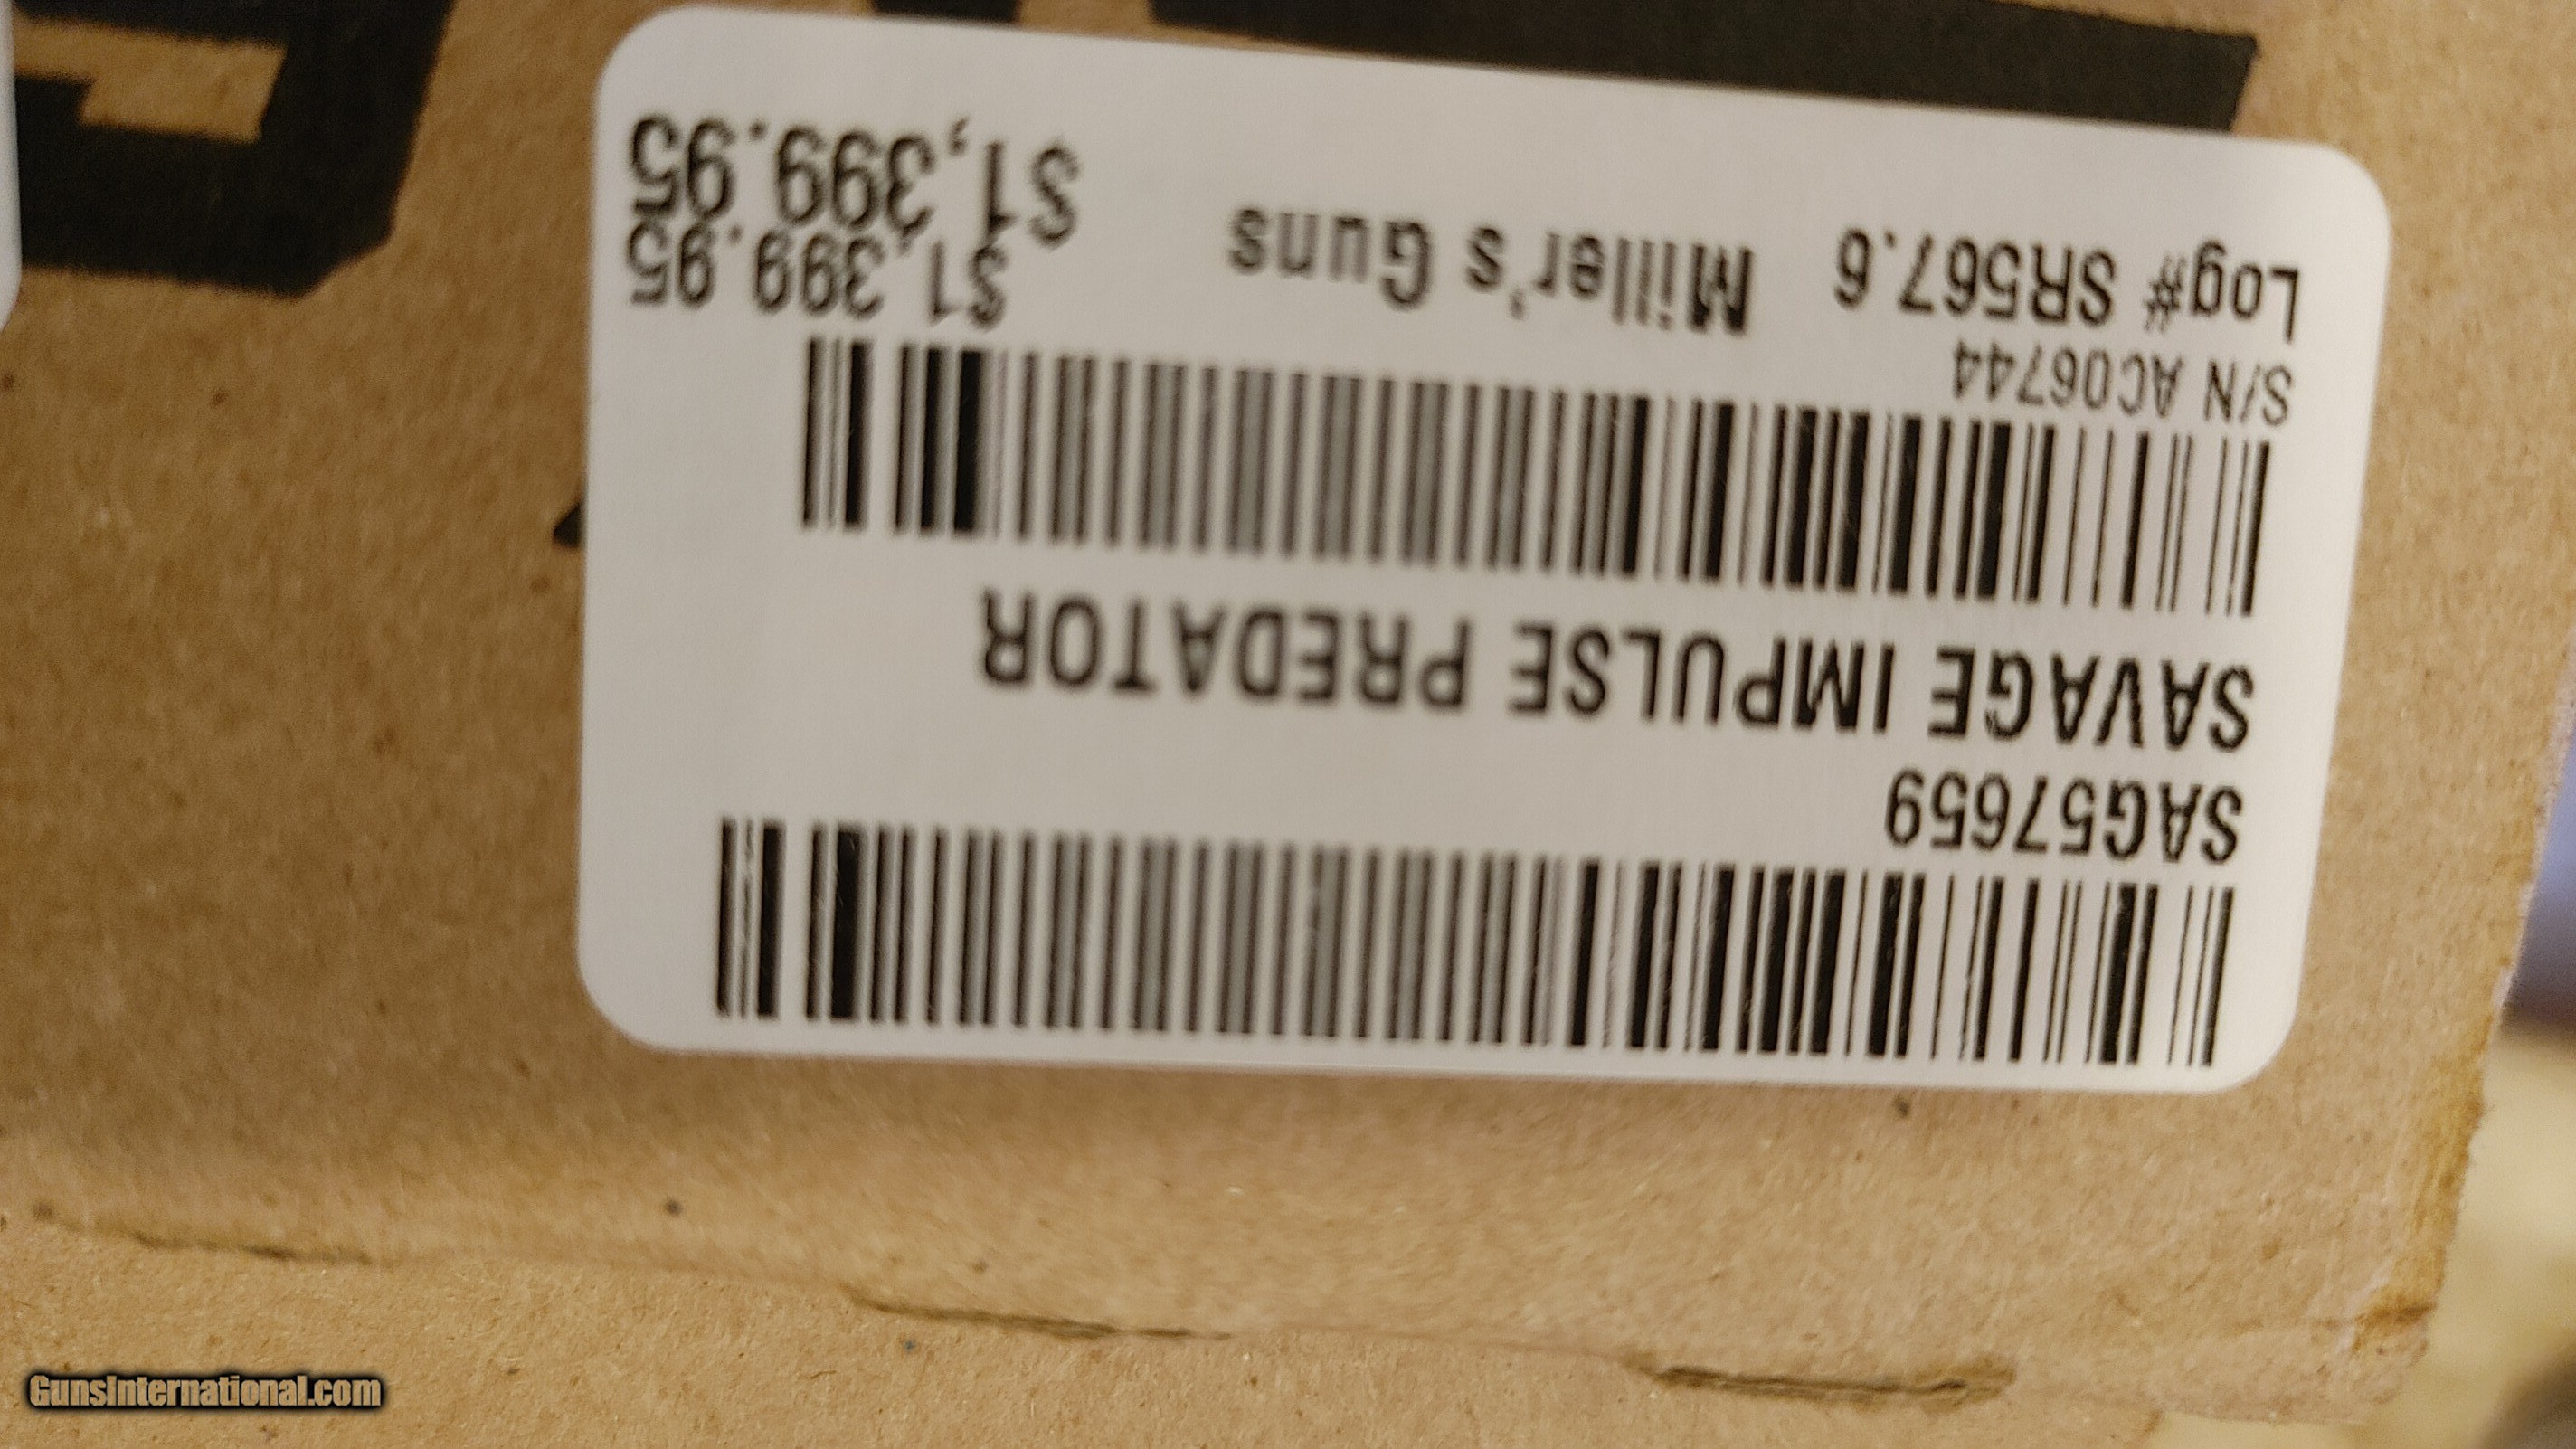 SAG57659
SAVAGE IMPULSE PREDATOR
S/N AC06744
$1,399.95
Log# SR567.6 Miller's Guns $1,399.95
GunsInternational.com